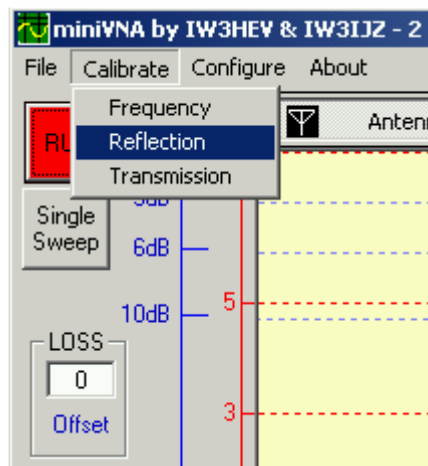 miniVNA by IW3HEV & IW3IJZ - 2
File Calibrate Configure About
Frequency
Reflection
Transmission
Single
Sweep
6dB
10dB
5
3
LOSS
0
Offset